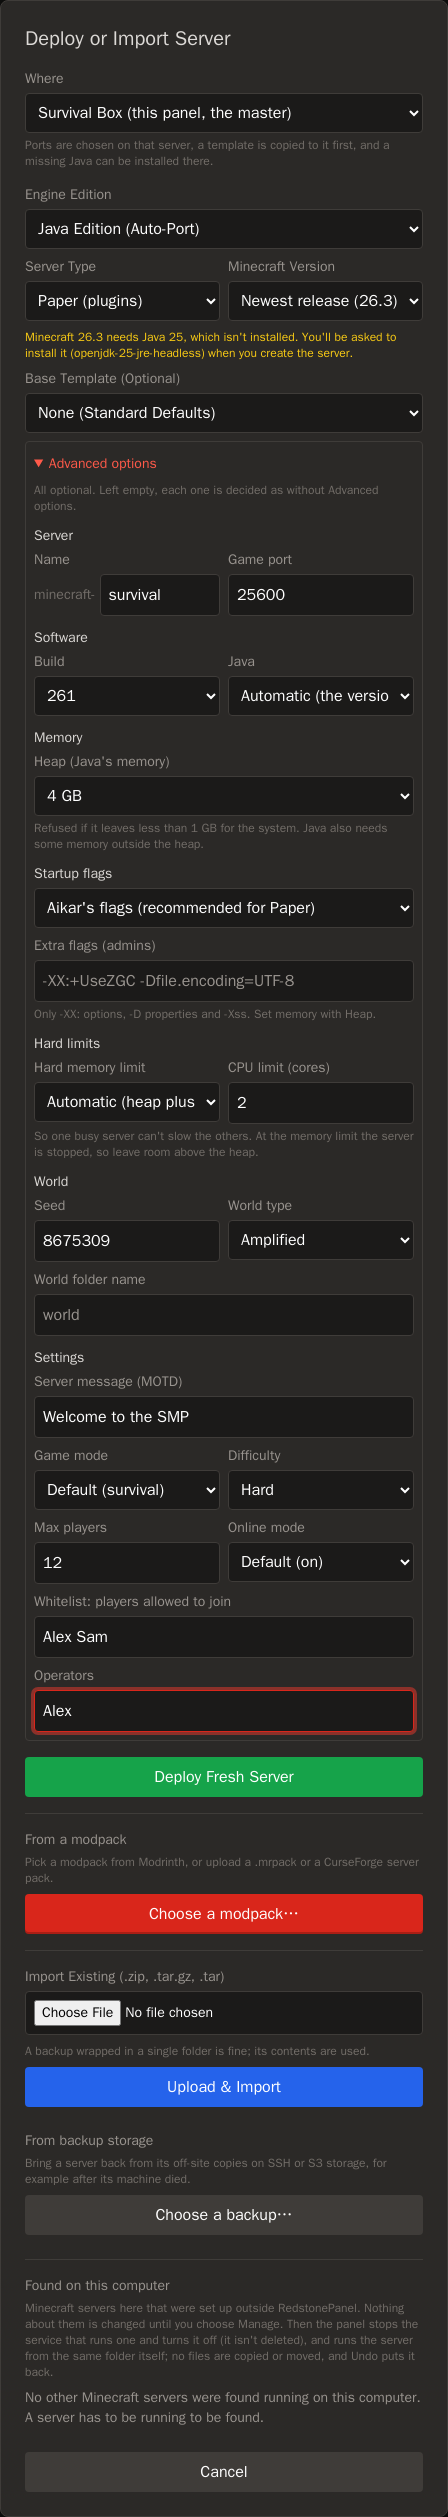 Deploy or Import Server
Where
Survival Box (this panel, the master)
Ports are chosen on that server, a template is copied to it first, and a
missing Java can be installed there.
Engine Edition
Java Edition (Auto-Port)
Server Type
Minecraft Version
Paper (plugins)
Newest release (26.3)
Minecraft 26.3 needs Java 25, which isn't installed. You'll be asked to
install it (openjdk-25-jre-headless) when you create the server.
Base Template (Optional)
None (Standard Defaults)
▼ Advanced options
All optional. Left empty, each one is decided as without Advanced
options.
Server
Name
Game port
minecraft- survival
25600
Software
Build
Java
261
Automatic (the versio
Memory
Heap (Java's memory)
4 GB
Refused if it leaves less than 1 GB for the system. Java also needs
some memory outside the heap.
Startup flags
Aikar's flags (recommended for Paper)
Extra flags (admins)
-XX:+UseZGC -Dfile.encoding=UTF-8
Only -XX: options, -D properties and -Xss. Set memory with Heap.
Hard limits
Hard memory limit
CPU limit (cores)
Automatic (heap plus
2
So one busy server can't slow the others. At the memory limit the server
is stopped, so leave room above the heap.
World
Seed
World type
8675309
Amplified
World folder name
world
Settings
Server message (MOTD)
Welcome to the SMP
Game mode
Difficulty
Default (survival)
Hard
Max players
Online mode
12
Default (on)
Whitelist: players allowed to join
Alex Sam
Operators
Alex
Deploy Fresh Server
From a modpack
Pick a modpack from Modrinth, or upload a .mrpack or a CurseForge server
pack.
Choose a modpack…
Import Existing (.zip, .tar.gz, .tar)
Choose File No file chosen
A backup wrapped in a single folder is fine; its contents are used.
Upload & Import
From backup storage
Bring a server back from its off-site copies on SSH or S3 storage, for
example after its machine died.
Choose a backup…
Found on this computer
Minecraft servers here that were set up outside RedstonePanel. Nothing
about them is changed until you choose Manage. Then the panel stops the
service that runs one and turns it off (it isn't deleted), and runs the server
from the same folder itself; no files are copied or moved, and Undo puts it
back.
No other Minecraft servers were found running on this computer.
A server has to be running to be found.
Cancel